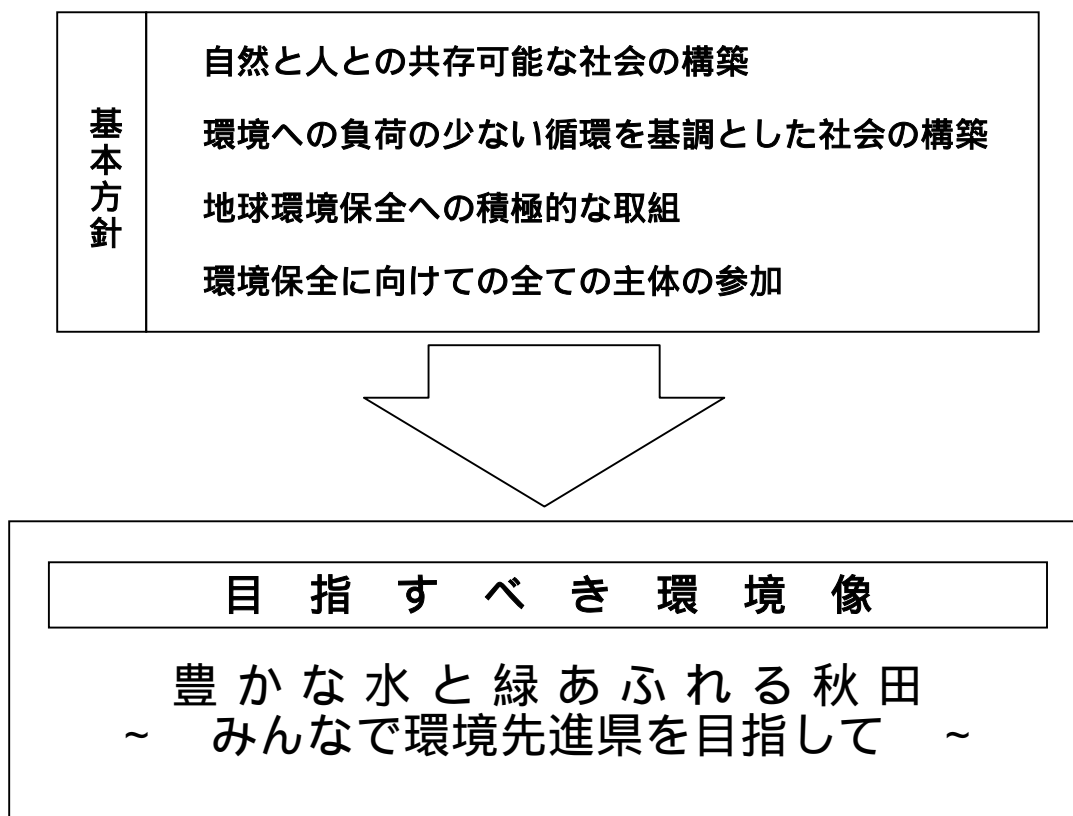 基本方針
自然と人との共存可能な社会の構築
環境への負荷の少ない循環を基調とした社会の構築
地球環境保全への積極的な取組
環境保全に向けての全ての主体の参加
目指すべき環境像
豊かな水と緑あふれる秋田
~ みんなで環境先進県を目指して ~